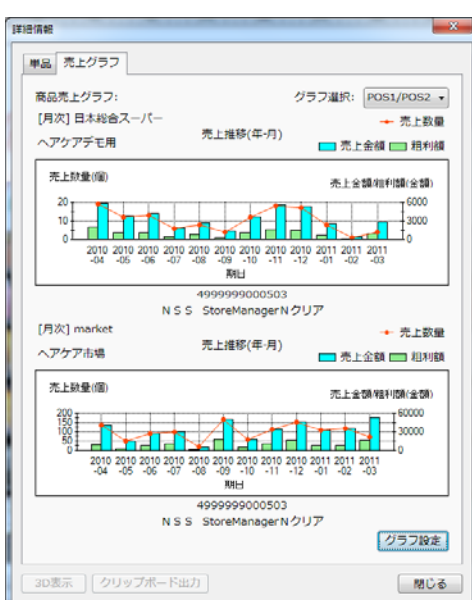 詳細情報
単品 売上グラフ
商品売上グラフ: グラフ選択: POS1/POS2
[月次] 日本総合スーパー
売上数量
ヘアケアデモ用
売上推移(年-月)
売上金額 粗利額
売上数量(個) 売上金額/粗利額(金額)
20 6000
10 3000
0 0
2010 2010 2010 2010 2010 2010 2010 2010 2010 2011 2011 2011
-04 -05 -06 -07 -08 -09 -10 -11 -12 -01 -02 -03
期日
4999999000503
NSS StoreManagerNクリア
[月次] market
売上数量
ヘアケア市場
売上推移(年-月)
売上金額 粗利額
売上数量(個) 売上金額/粗利額(金額)
200 60000
150
100 30000
50
0 0
2010 2010 2010 2010 2010 2010 2010 2010 2010 2011 2011 2011
-04 -05 -06 -07 -08 -09 -10 -11 -12 -01 -02 -03
期日
4999999000503
NSS StoreManagerNクリア
グラフ設定
3D表示 クリップボード出力 閉じる